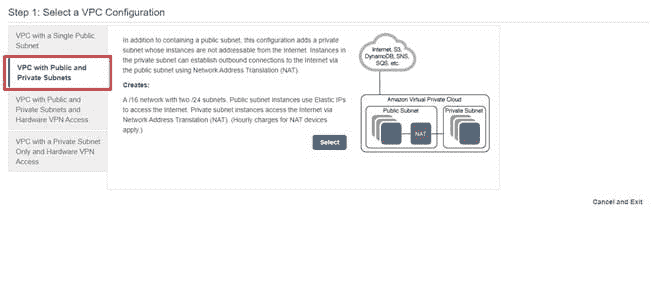 Step 1: Select a VPC Configuration
VPC with a Single Public
Subnet
VPC with Public and
Private Subnets
VPC with Public and
Private Subnets and
Hardware VPN Access
VPC with a Private Subnet
Only and Hardware VPN
Access
In addition to containing a public subnet, this configuration adds a private
subnet whose instances are not addressable from the Internet. Instances in
the private subnet can establish outbound connections to the Internet via
the public subnet using Network Address Translation (NAT).
Creates:
A /16 network with two /24 subnets. Public subnet instances use Elastic IPs
to access the Internet. Private subnet instances access the Internet via
Network Address Translation (NAT). (Hourly charges for NAT devices
apply.)
Select
Internet, S3,
DynamoDB, SNS,
SQS, etc.
Amazon Virtual Private Cloud
Public Subnet
Private Subnet
NAT
Cancel and Exit